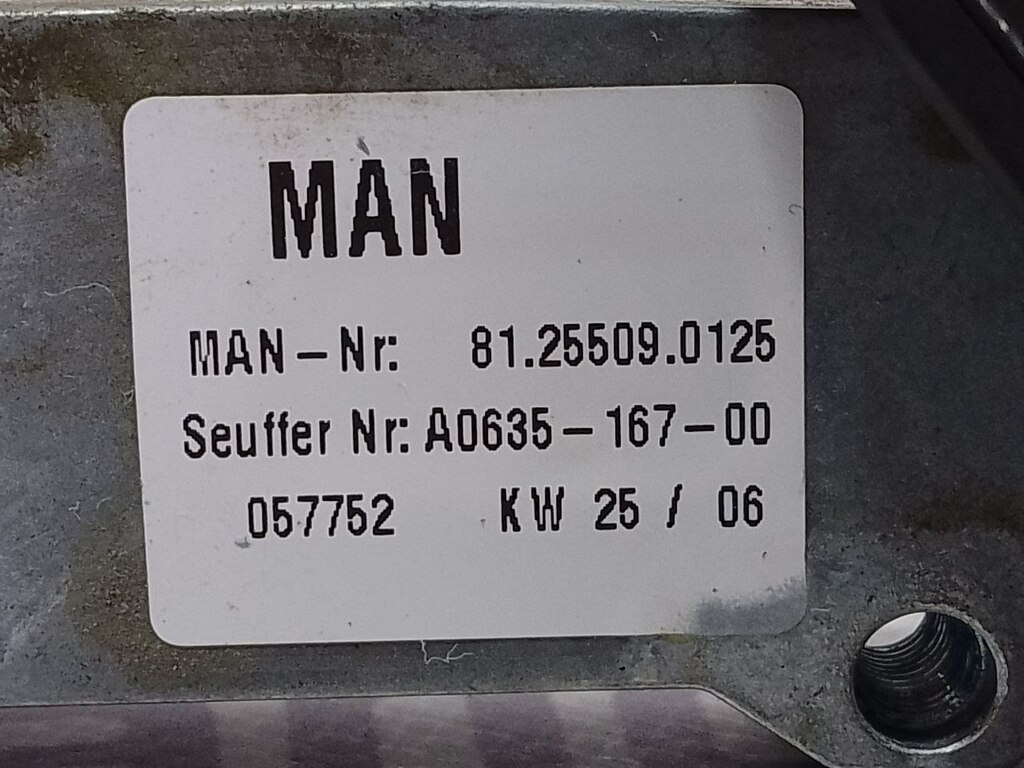 MAN
MAN-Nr: 81.25509.0125
Seuffer Nr: A0635-167-00
057752 KW 25 / 06